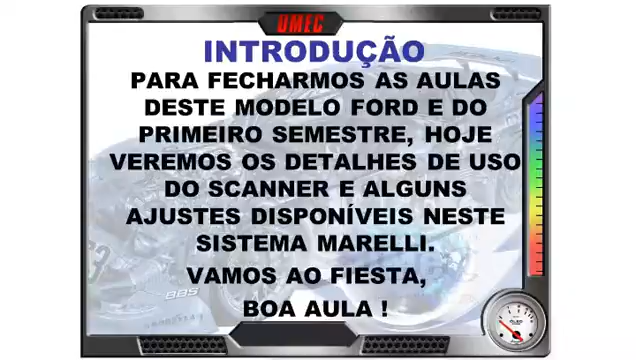 UMEC
INTRODUÇÃO
PARA FECHARMOS AS AULAS
DESTE MODELO FORD E DO
PRIMEIRO SEMESTRE, HOJE
VEREMOS OS DETALHES DE USO
DO SCANNER E ALGUNS
AJUSTES DISPONÍVEIS NESTE
SISTEMA MARELLI.
VAMOS AO FIESTA,
BOA AULA !
BBS